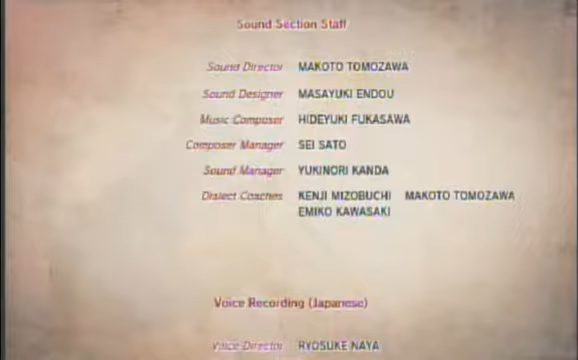 Sound Section Staff
Sound Director MAKOTO TOMOZAWA
Sound Designer MASAYUKI ENDOU
Music Composer HIDEYUKI FUKASAWA
Composer Manager SEI SATO
Sound Manager YUKINORI KANDA
Dialect Coaches KENJI MIZOBUCHI MAKOTO TOMOZAWA
EMIKO KAWASAKI
Voice Recording (Japanese)
Voice Director RYOSUKE NAYA